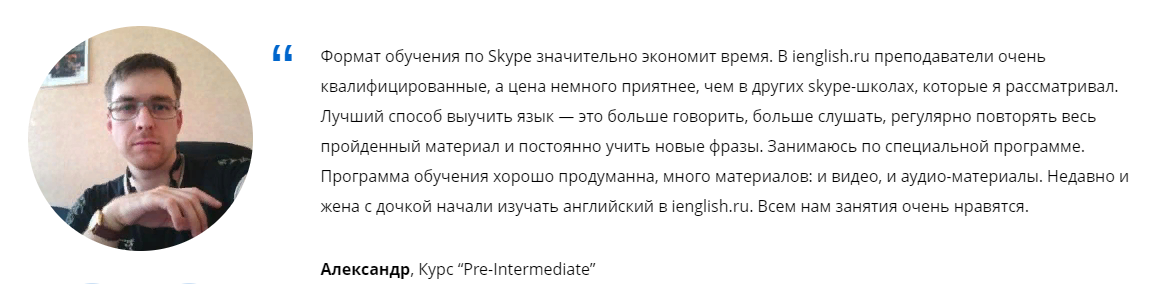 “
Формат обучения по Skype значительно экономит время. В ienglish.ru преподаватели очень
квалифицированные, а цена немного приятнее, чем в других skype-школах, которые я рассматривал.
Лучший способ выучить язык — это больше говорить, больше слушать, регулярно повторять весь
пройденный материал и постоянно учить новые фразы. Занимаюсь по специальной программе.
Программа обучения хорошо продуманна, много материалов: и видео, и аудио-материалы. Недавно и
жена с дочкой начали изучать английский в ienglish.ru. Всем нам занятия очень нравятся.
Александр, Курс “Pre-Intermediate”